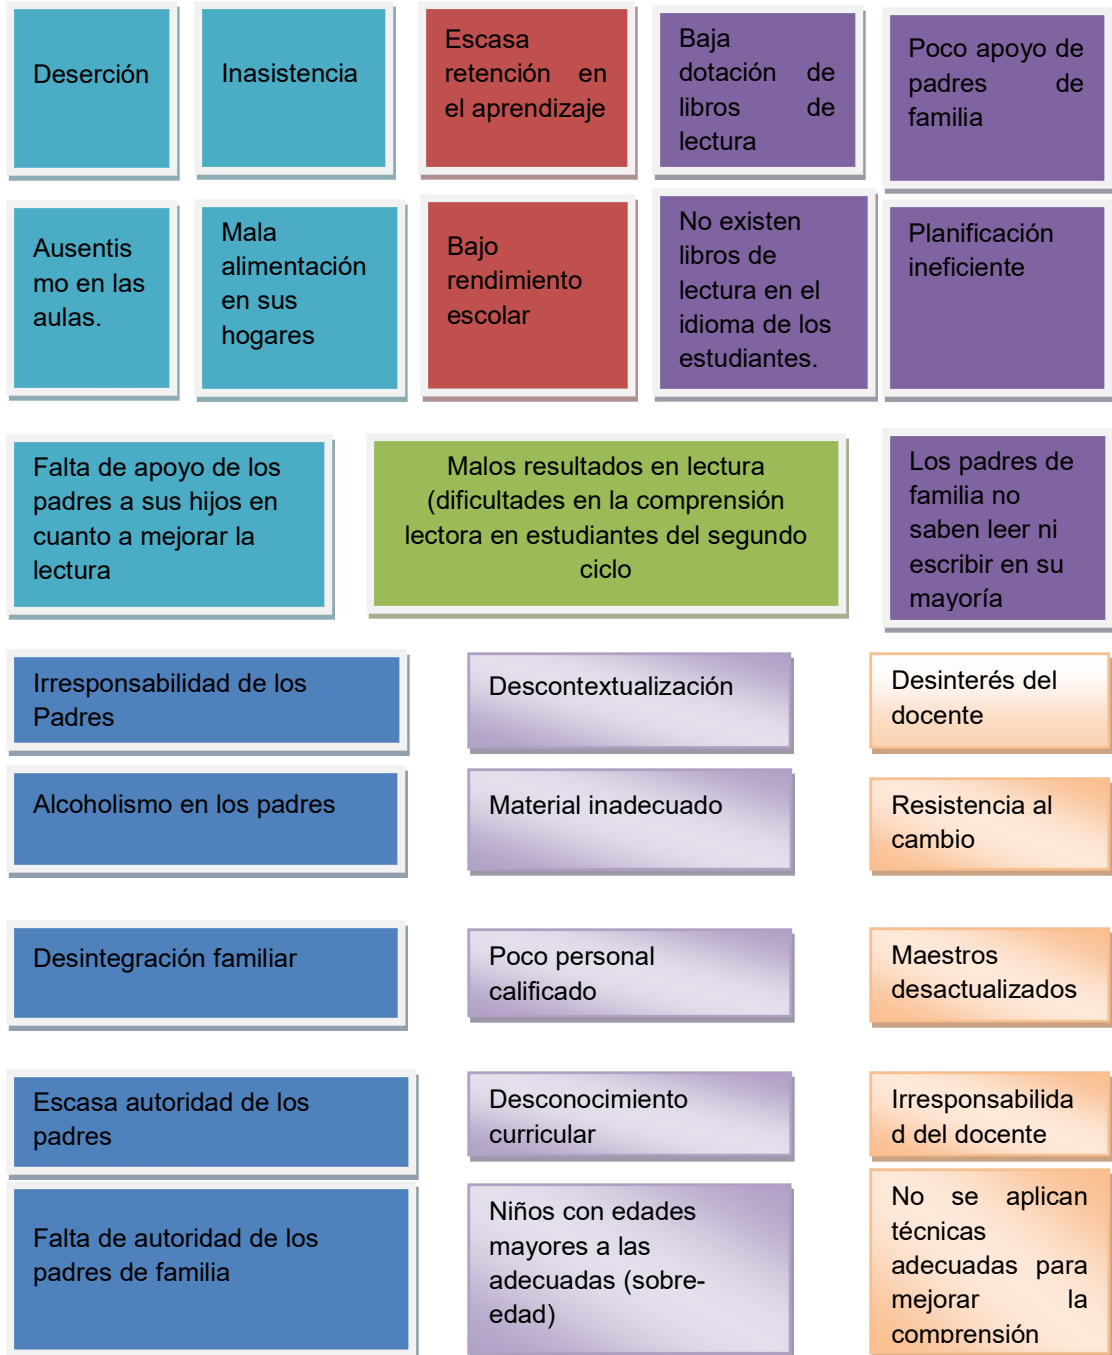 Deserción
Inasistencia
Escasa
retención en
el aprendizaje
Baja
dotación de
libros de
lectura
Poco apoyo de
padres de
familia
Ausentis
mo en las
aulas.
Mala
alimentación
en sus
hogares
Bajo
rendimiento
escolar
No existen
libros de
lectura en el
idioma de los
estudiantes.
Planificación
ineficiente
Falta de apoyo de los
padres a sus hijos en
cuanto a mejorar la
lectura
Malos resultados en lectura
(dificultades en la comprensión
lectora en estudiantes del segundo
ciclo
Los padres de
familia no
saben leer ni
escribir en su
mayoría
Irresponsabilidad de los
Padres
Descontextualización
Desinterés del
docente
Alcoholismo en los padres
Material inadecuado
Resistencia al
cambio
Desintegración familiar
Poco personal
calificado
Maestros
desactualizados
Escasa autoridad de los
padres
Desconocimiento
curricular
Irresponsabilida
d del docente
Falta de autoridad de los
padres de familia
Niños con edades
mayores a las
adecuadas (sobre-
edad)
No se aplican
técnicas
adecuadas para
mejorar la
comprensión